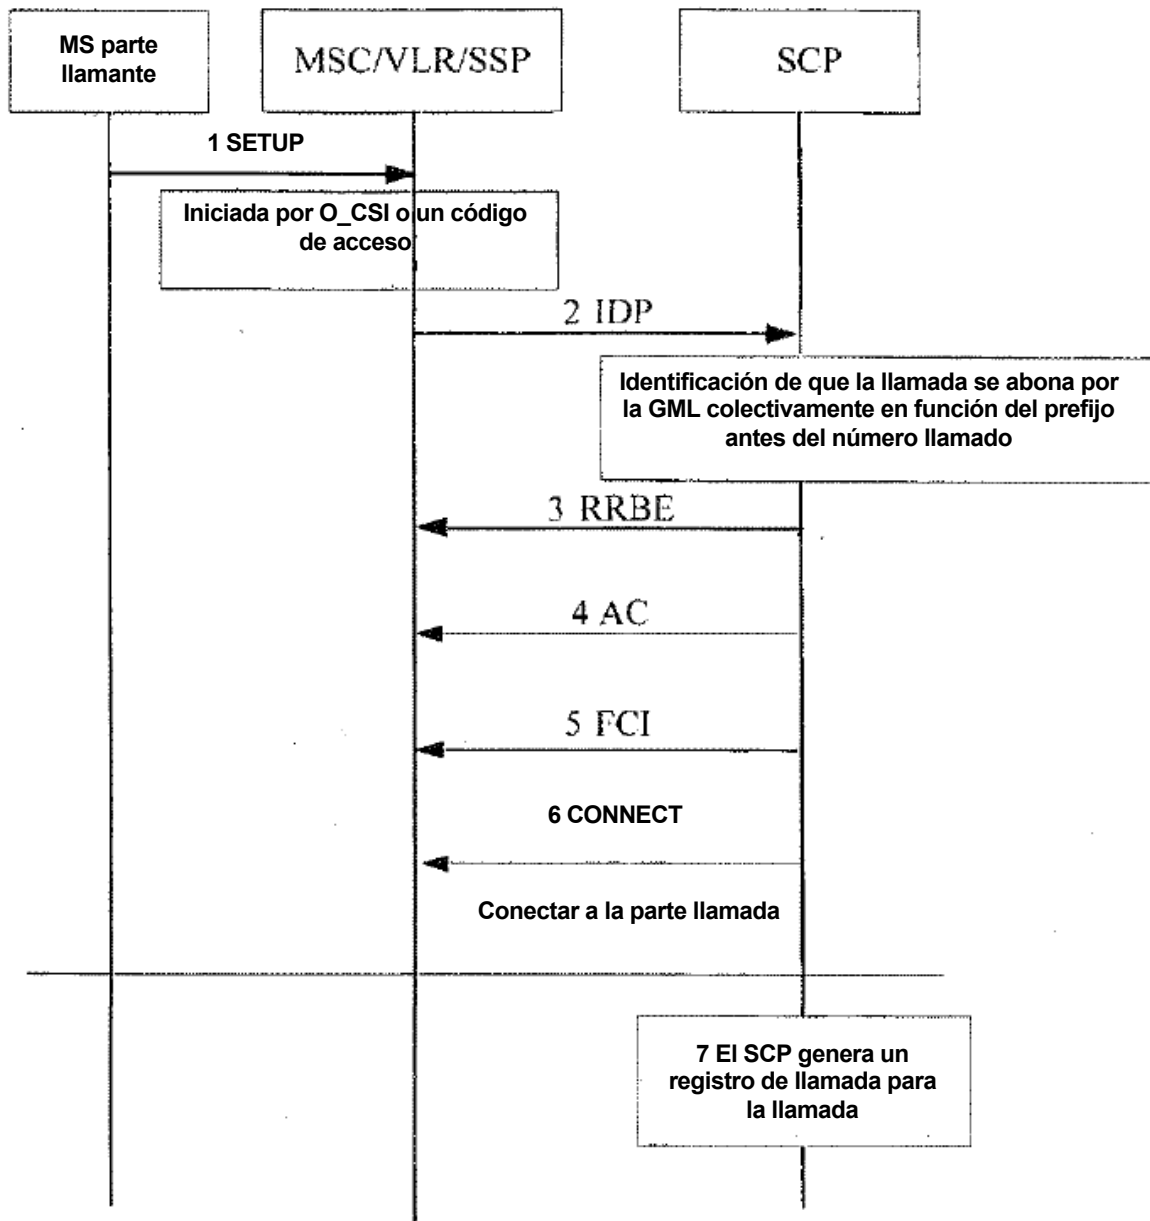 MS parte
llamante
MSC/VLR/SSP
SCP
1 SETUP
Iniciada por O_CSI o un código
de acceso
2 IDP
Identificación de que la llamada se abona por
la GML colectivamente en función del prefijo
antes del número llamado
3 RRBE
4 AC
5 FCI
6 CONNECT
Conectar a la parte llamada
7 El SCP genera un
registro de llamada para
la llamada